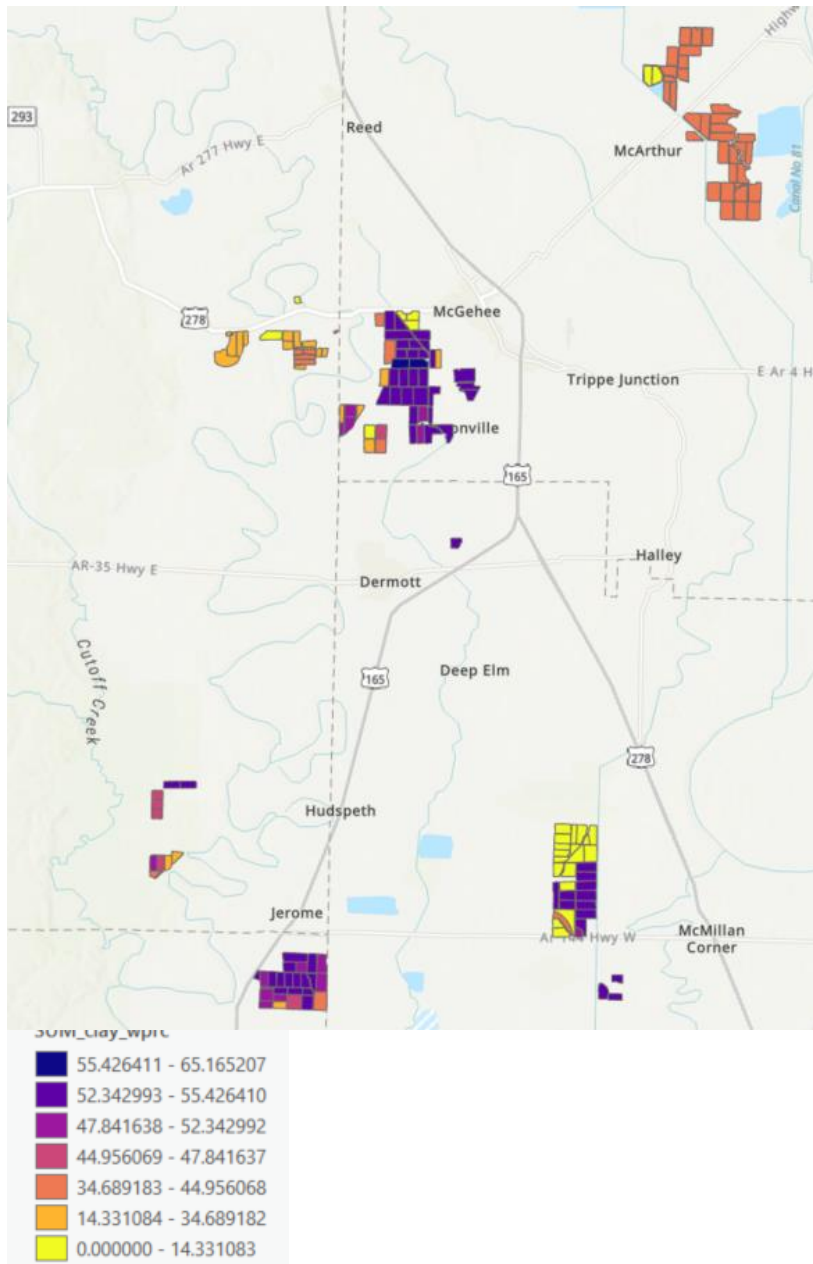 Highw
293
Reed
Ar 277 Hwy E
McArthur
Canal No 81
278
McGehee
Trippe Junction
E Ar 4 H
onville
165
AR-35 Hwy E
Halley
Dermott
Cutoff Creek
Deep Elm
165
278
Hudspeth
Jerome
McMillan
Corner
Ar 144 Hwy W
SUM_clay_wprc
55.426411 - 65.165207
52.342993 - 55.426410
47.841638 - 52.342992
44.956069 - 47.841637
34.689183 - 44.956068
14.331084 - 34.689182
0.000000 - 14.331083